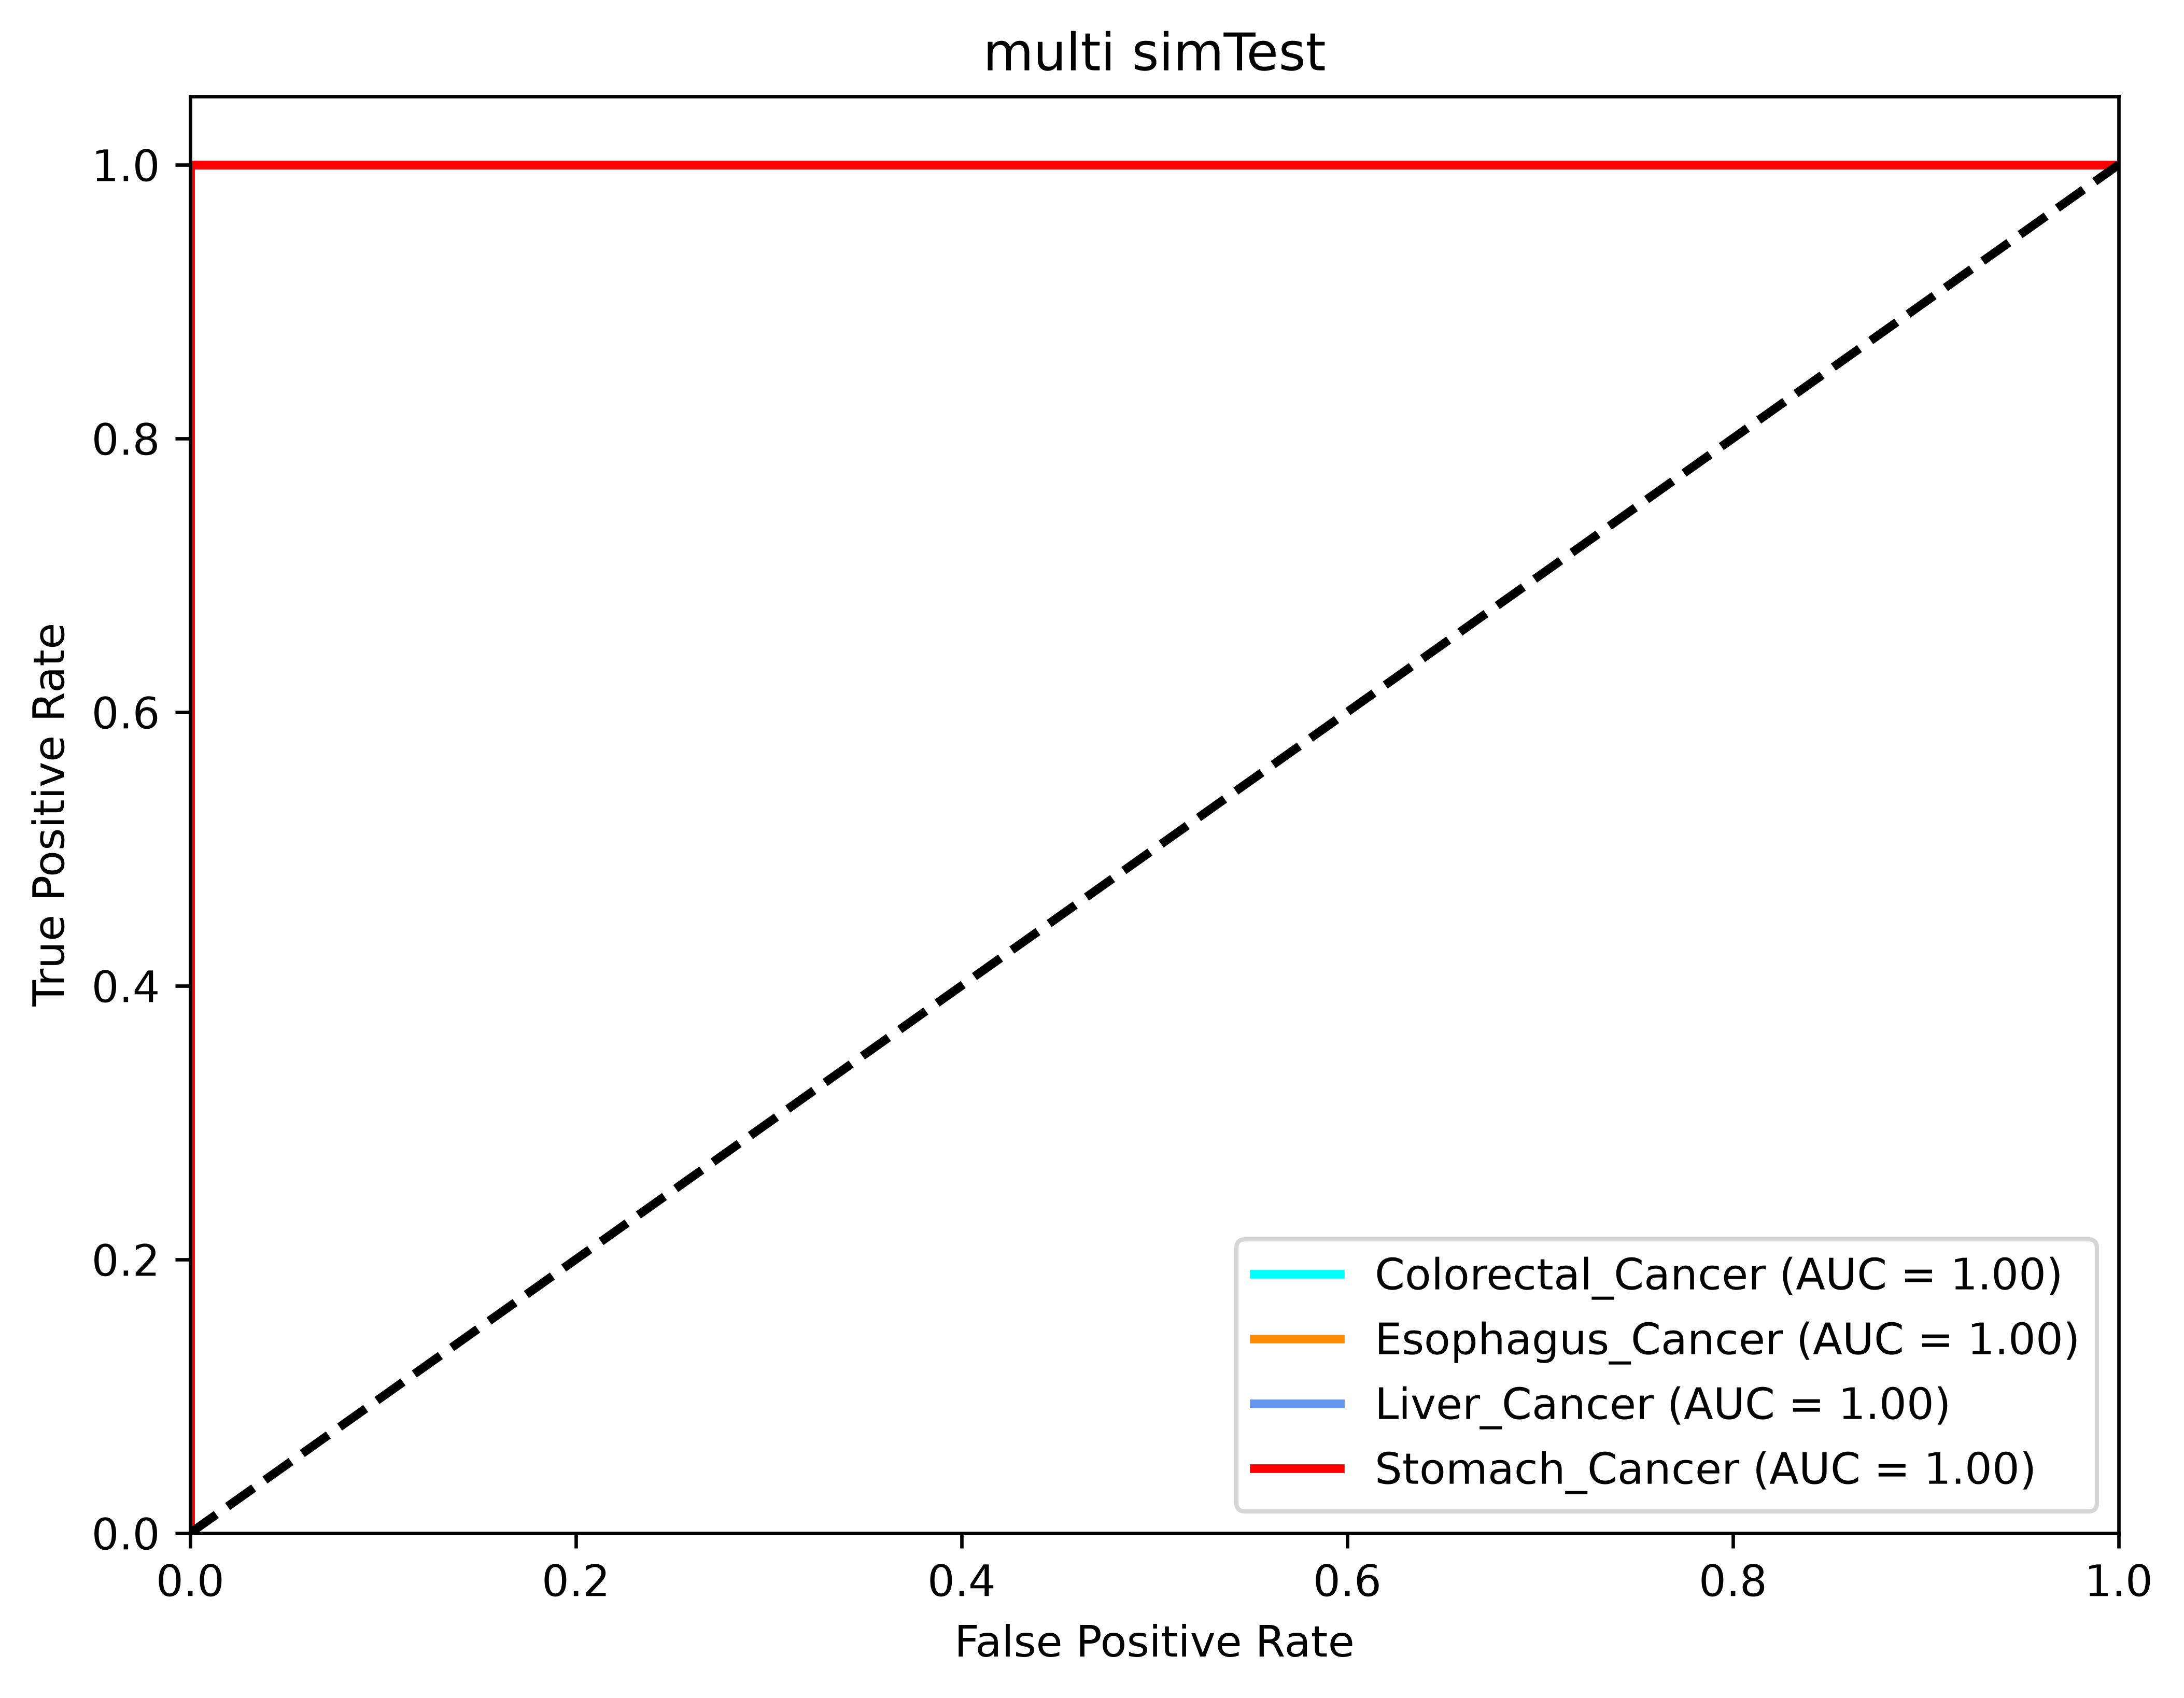 multi simTest
True Positive Rate
1.0
0.8
0.6
0.4
0.2
0.0
0.0 0.2 0.4 0.6 0.8 1.0
False Positive Rate
Colorectal_Cancer (AUC = 1.00)
Esophagus_Cancer (AUC = 1.00)
Liver_Cancer (AUC = 1.00)
Stomach_Cancer (AUC = 1.00)